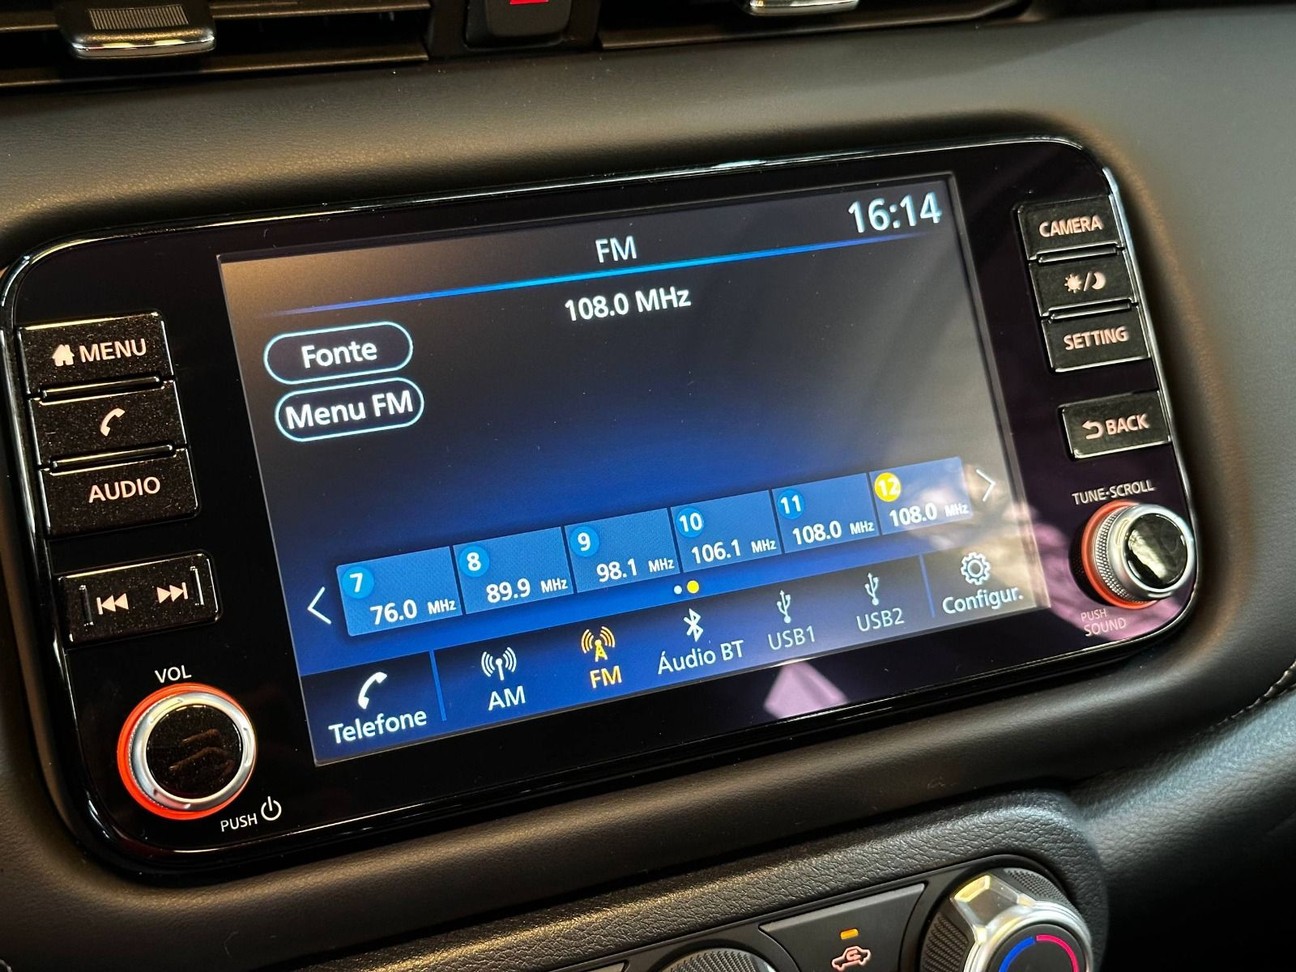 16:14
FM
108.0 MHz
Fonte
Menu FM
7
76.0 MHz
8
89.9 MHz
9
98.1 MHz
10
106.1 MHz
11
108.0 MHz
12
108.0 MHz
Telefone
AM
FM
Áudio BT
USB1
USB2
Configur.
MENU
AUDIO
VOL
PUSH
CAMERA
SETTING
BACK
TUNE·SCROLL
PUSH
SOUND